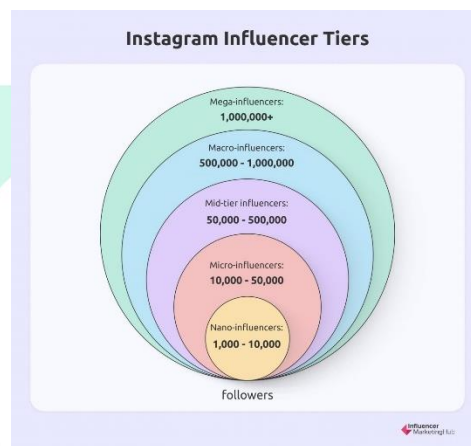 Instagram Influencer Tiers
Mega-influencers:
1,000,000+
Macro-influencers:
500,000 - 1,000,000
Mid-tier influencers:
50,000 - 500,000
Micro-influencers:
10,000 - 50,000
Nano-influencers:
1,000 - 10,000
followers
Influencer
MarketingHub